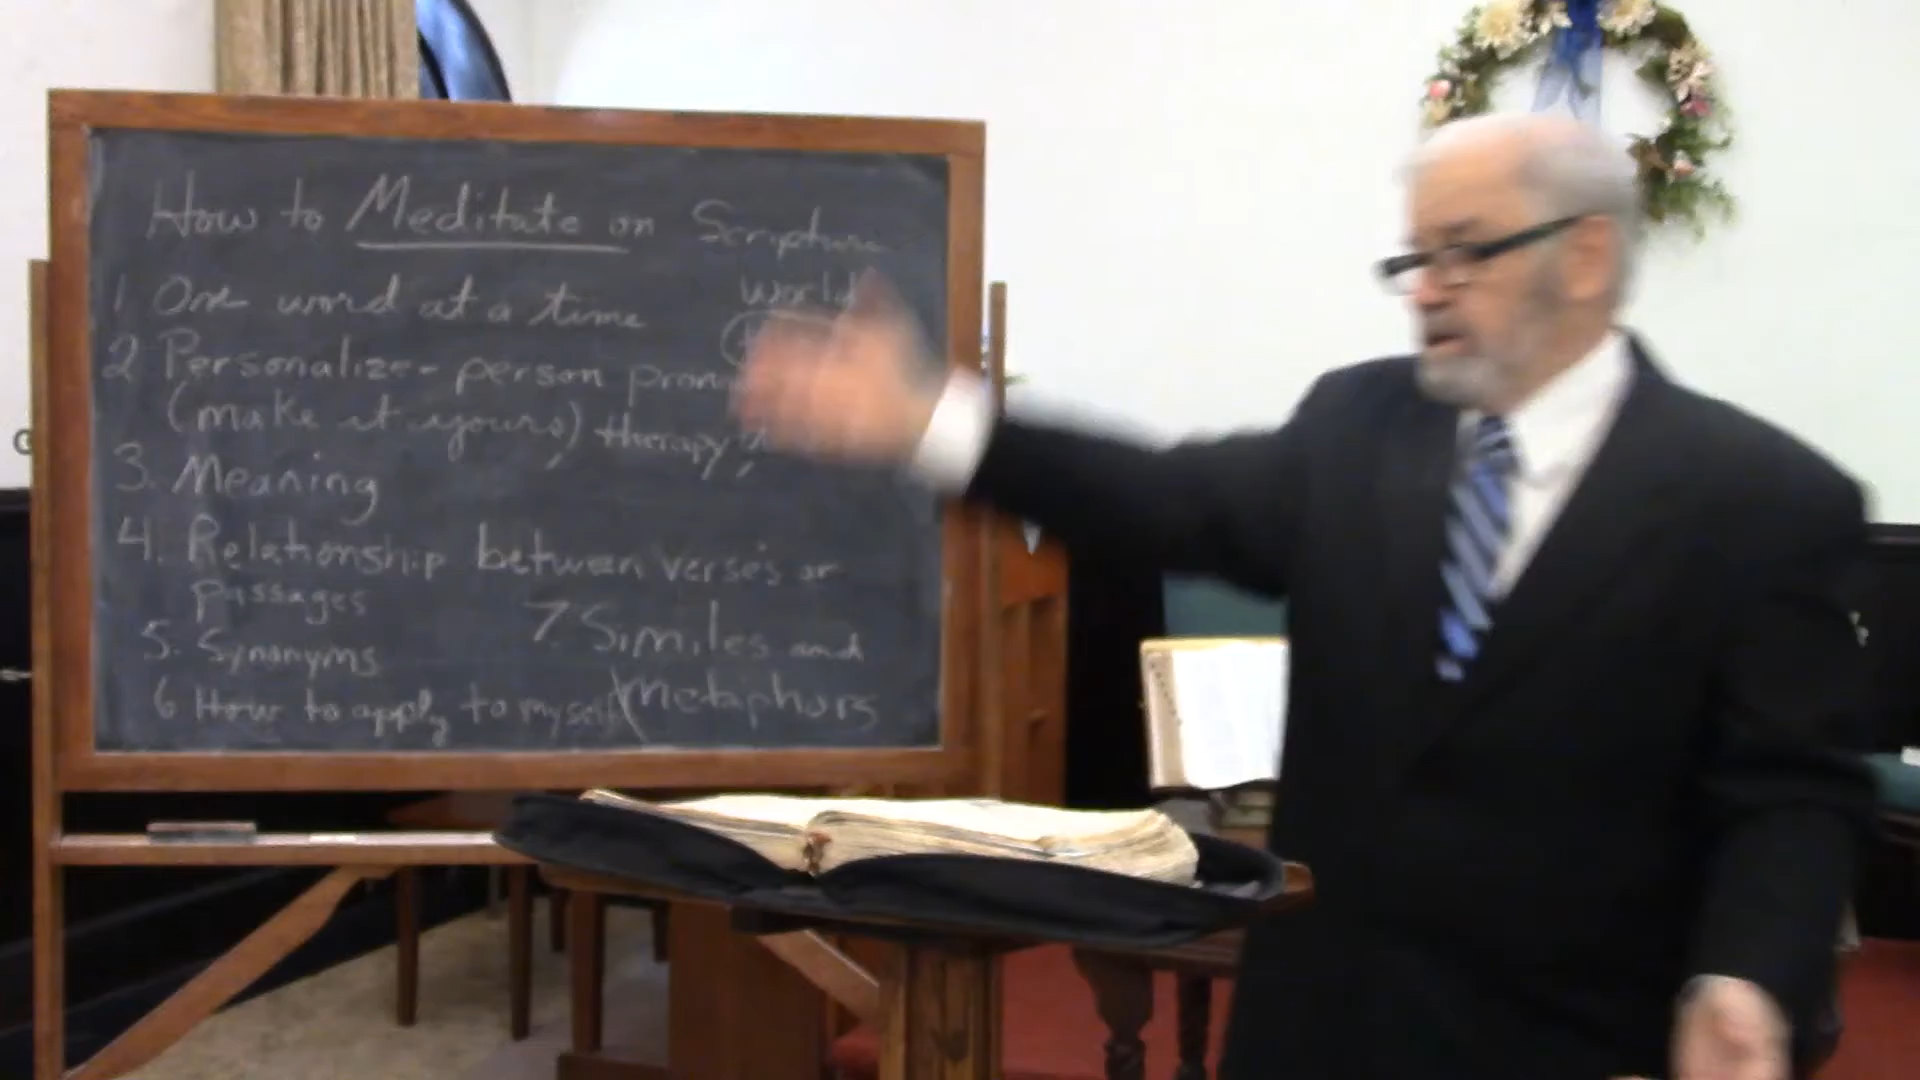 How to Meditate on Scripture
1. One word at a time
world
2 Personalize - person
(make it yours,) therapy
3. Meaning
4. Relationship between verse's or
passages
5. Synonyms
6 How to apply to myself
7. Similes and
Metaphors